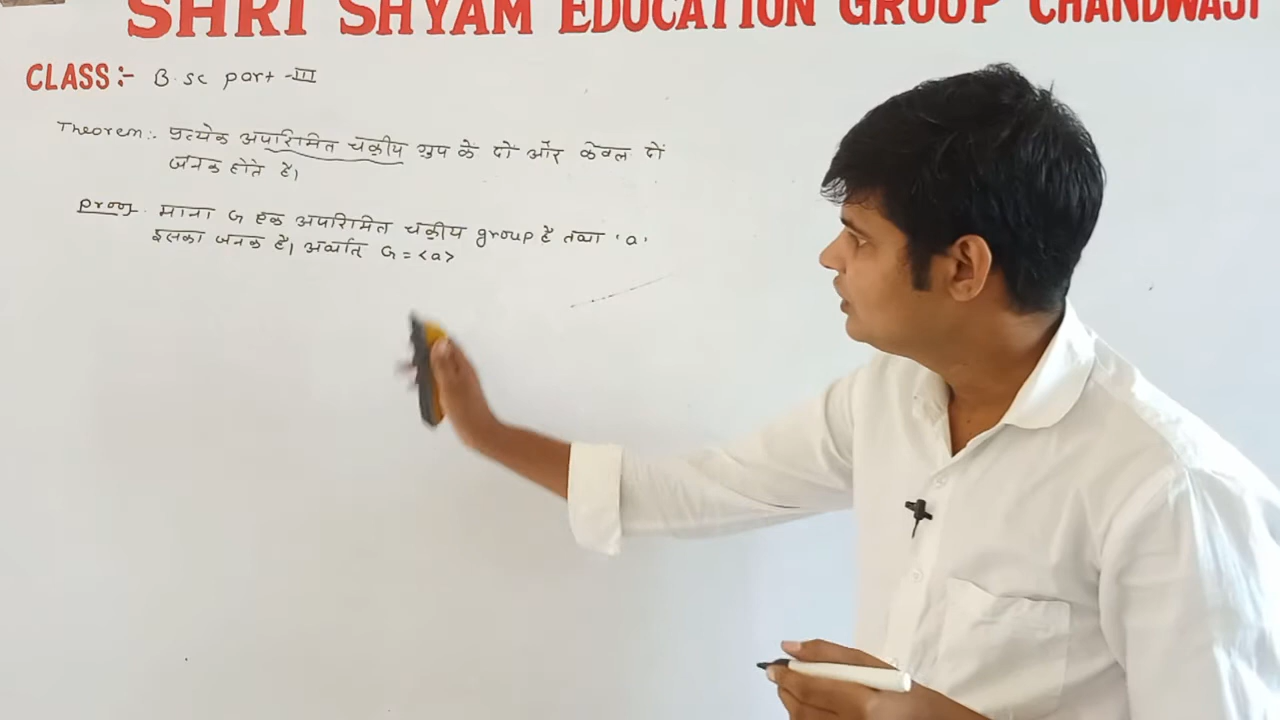 SHRI SHYAM EDUCATION GROUP CHANDWAJI
CLASS:- B.sc part-III
Theorem:- प्रत्येक अपरिमित चक्रीय ग्रुप के दो और केवल दो
जनक होते है।
Proof- माना G एक अपरिमित चक्रीय group है तथा 'a'
इसका जनक है। अर्थात G = <a>